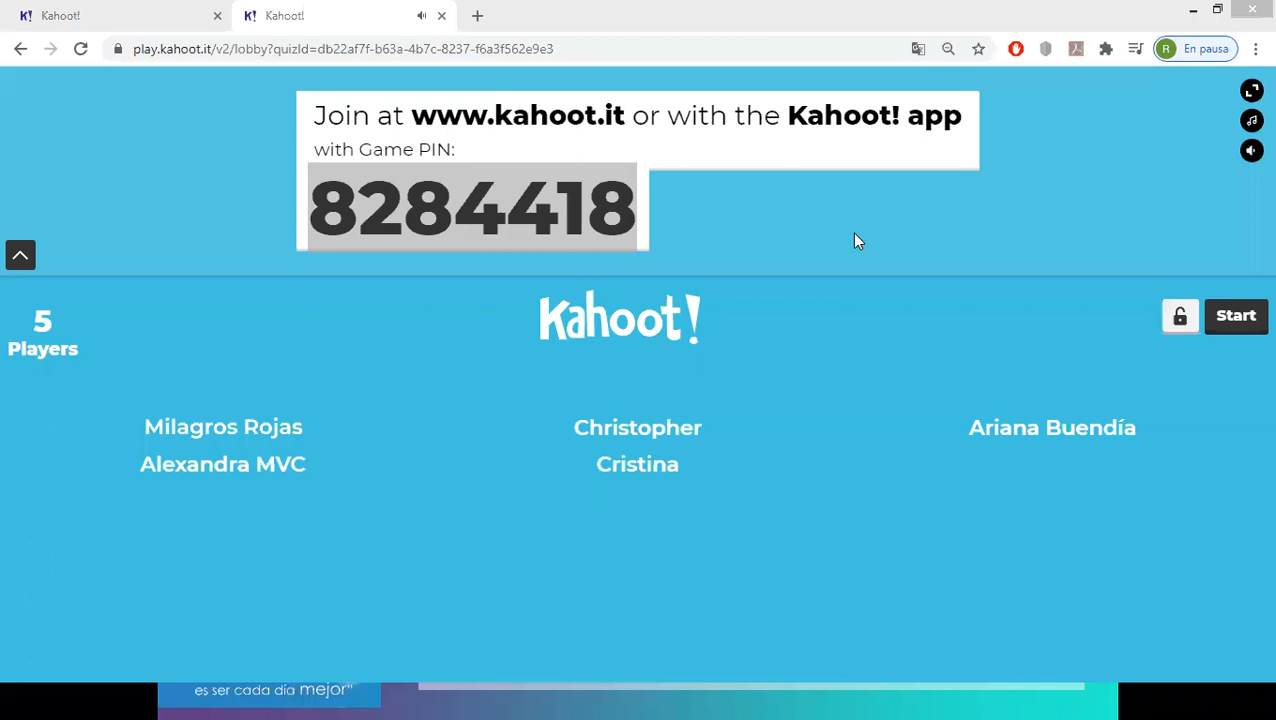 Kahoot!
Kahoot!
play.kahoot.it/v2/lobby?quizId=db22af7f-b63a-4b7c-8237-f6a3f562e9e3
R En pausa
Join at www.kahoot.it or with the Kahoot! app
with Game PIN:
8284418
5
Players
Kahoot!
Start
Milagros Rojas
Christopher
Ariana Buendía
Alexandra MVC
Cristina
es ser cada día mejor"